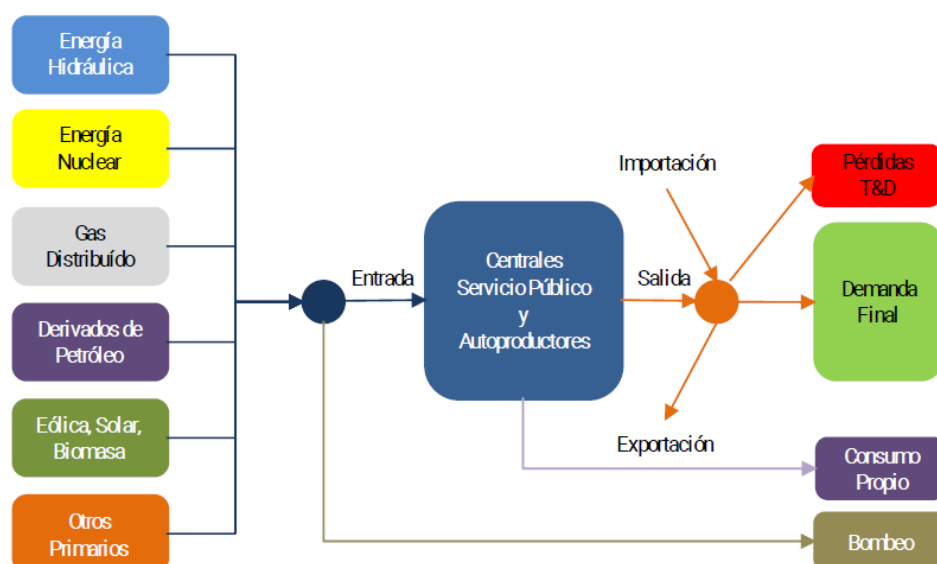 Energía
Hidráulica
Energía
Nuclear
Gas
Distribuído
Derivados de
Petróleo
Eólica, Solar,
Biomasa
Otros
Primarios
Entrada
Centrales
Servicio Público
y
Autoproductores
Importación
Salida
Exportación
Pérdidas
T&D
Demanda
Final
Consumo
Propio
Bombeo